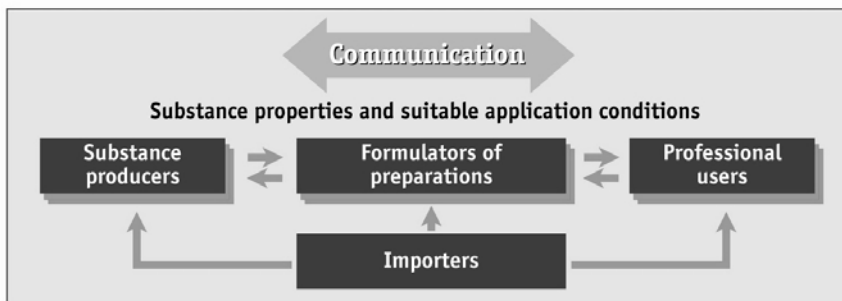 Communication
Substance properties and suitable application conditions
Substance
producers
Formulators of
preparations
Professional
users
Importers